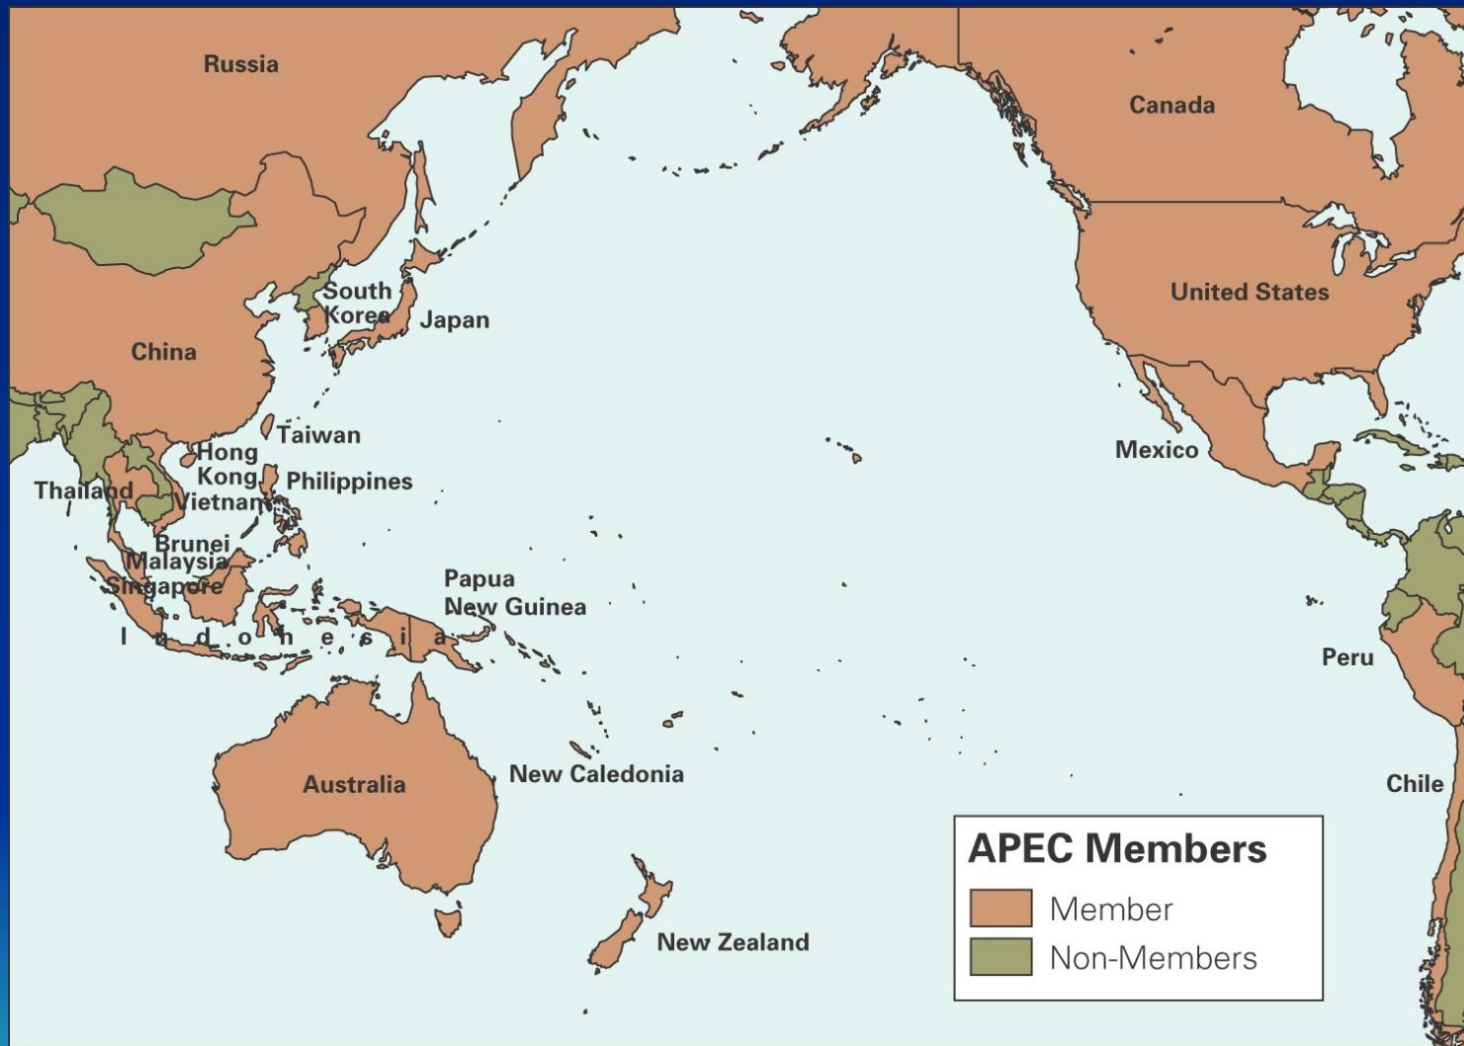 Russia
Canada
South
Korea
Japan
United States
China
Taiwan
Hong
Kong
Mexico
Philippines
Thailand
Vietnam
Brunei
Malaysia
Singapore
Papua
New Guinea
Indonesia
Peru
New Caledonia
Australia
Chile
APEC Members
Member
Non-Members
New Zealand